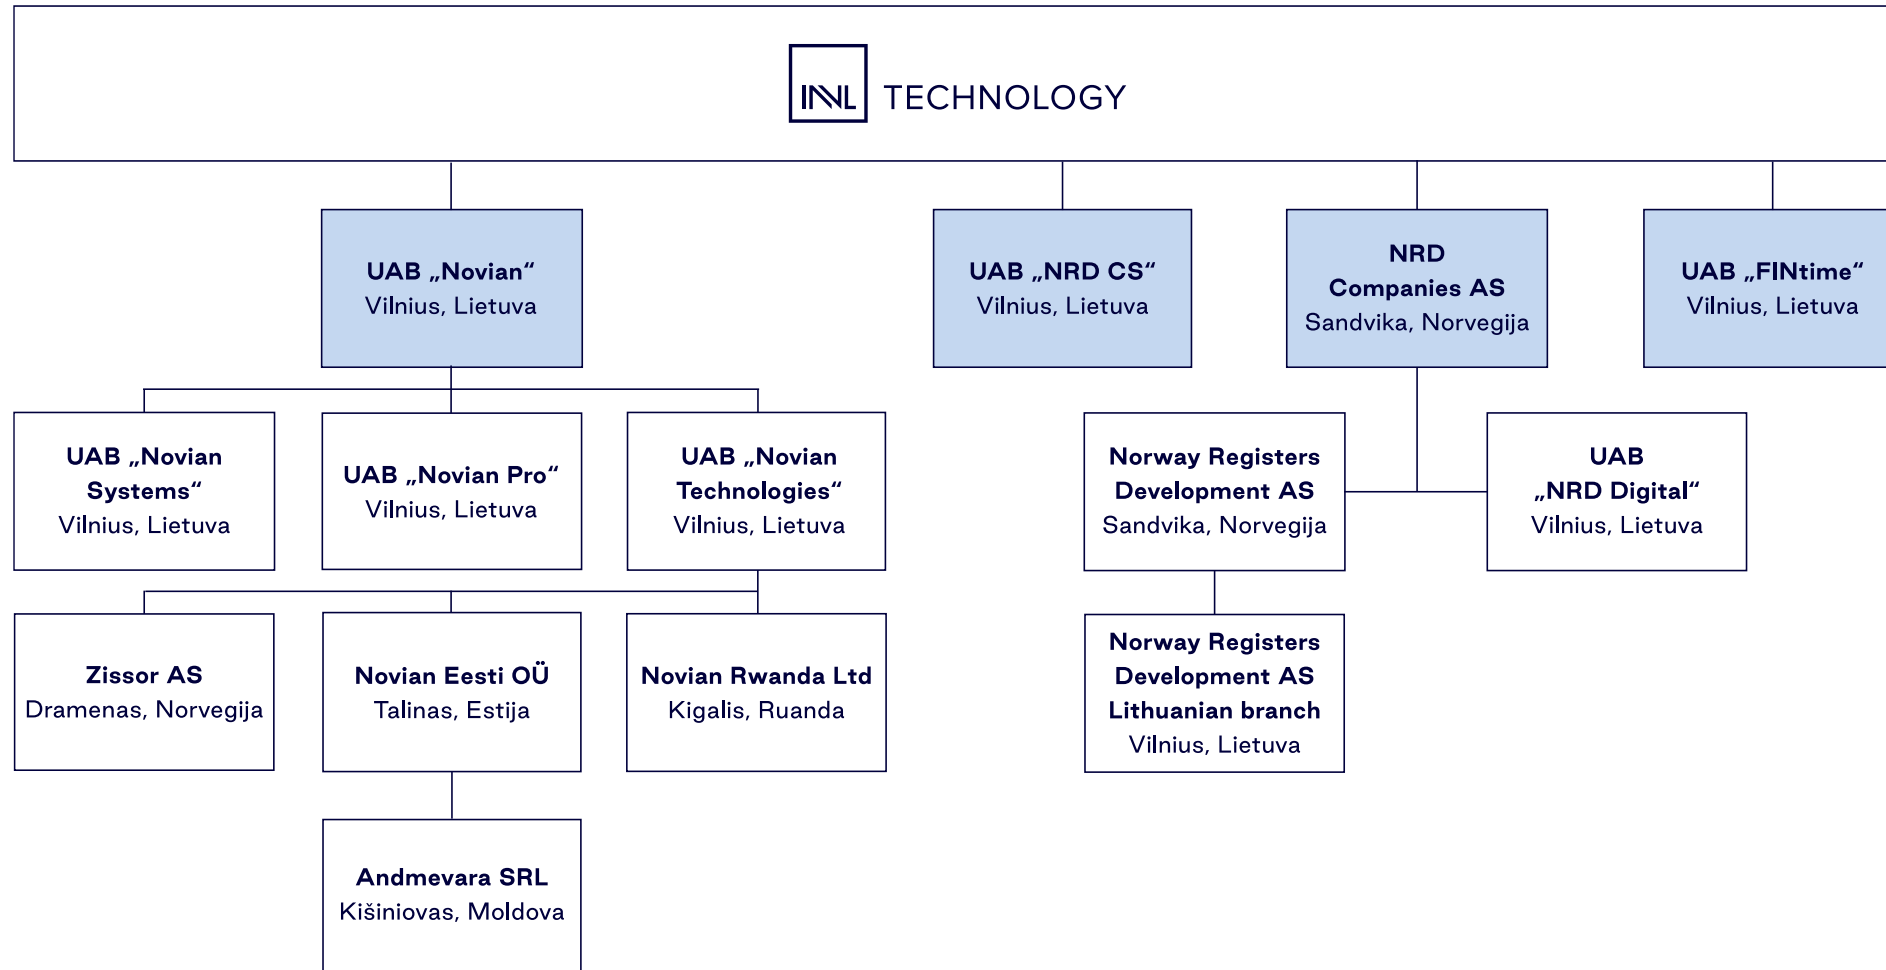 INVL TECHNOLOGY
UAB „Novian“
Vilnius, Lietuva
UAB „NRD CS“
Vilnius, Lietuva
NRD
Companies AS
Sandvika, Norvegija
UAB „FINtime“
Vilnius, Lietuva
UAB „Novian
Systems“
Vilnius, Lietuva
UAB „Novian Pro“
Vilnius, Lietuva
UAB „Novian
Technologies“
Vilnius, Lietuva
Norway Registers
Development AS
Sandvika, Norvegija
UAB
„NRD Digital“
Vilnius, Lietuva
Zissor AS
Dramenas, Norvegija
Novian Eesti OÜ
Talinas, Estija
Novian Rwanda Ltd
Kigalis, Ruanda
Norway Registers
Development AS
Lithuanian branch
Vilnius, Lietuva
Andmevara SRL
Kišiniovas, Moldova